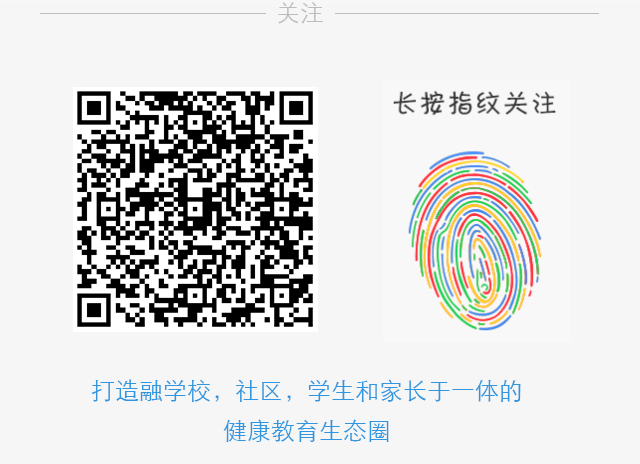 关注
长按指纹关注
打造融学校，社区，学生和家长于一体的
健康教育生态圈